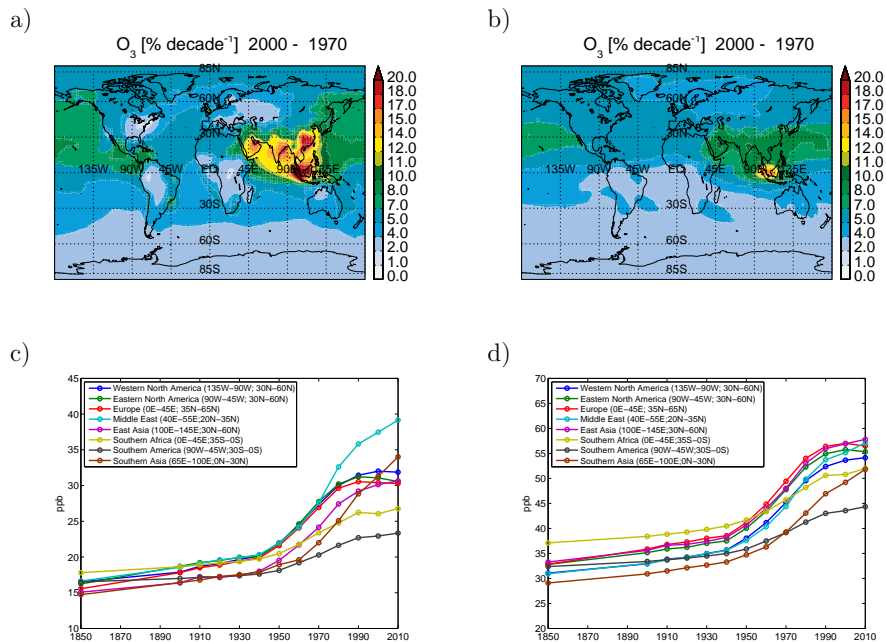 a)
O3 [% decade-1] 2000 - 1970
85N
60N
30N
135W 90W 45W EQ 45E 90E 135E
30S
60S
85S
20.0
18.0
17.0
15.0
14.0
12.0
11.0
10.0
8.0
7.0
5.0
4.0
2.0
1.0
0.0
b)
O3 [% decade-1] 2000 - 1970
85N
60N
30N
135W 90W 45W EQ 45E 90E 135E
30S
60S
85S
20.0
18.0
17.0
15.0
14.0
12.0
11.0
10.0
8.0
7.0
5.0
4.0
2.0
1.0
0.0
c)
Western North America (135W−90W; 30N−60N)
Eastern North America (90W−45W; 30N−60N)
Europe (0E−45E; 35N−65N)
Middle East (40E−55E;20N−35N)
East Asia (100E−145E;30N−60N)
Southern Africa (0E−45E;35S−0S)
Southern America (90W−45W;30S−0S)
Southern Asia (65E−100E;0N−30N)
ppb
45
40
35
30
25
20
15
10
1850 1870 1890 1910 1930 1950 1970 1990 2010
d)
Western North America (135W−90W; 30N−60N)
Eastern North America (90W−45W; 30N−60N)
Europe (0E−45E; 35N−65N)
Middle East (40E−55E;20N−35N)
East Asia (100E−145E;30N−60N)
Southern Africa (0E−45E;35S−0S)
Southern America (90W−45W;30S−0S)
Southern Asia (65E−100E;0N−30N)
ppb
70
65
60
55
50
45
40
35
30
25
20
1850 1870 1890 1910 1930 1950 1970 1990 2010